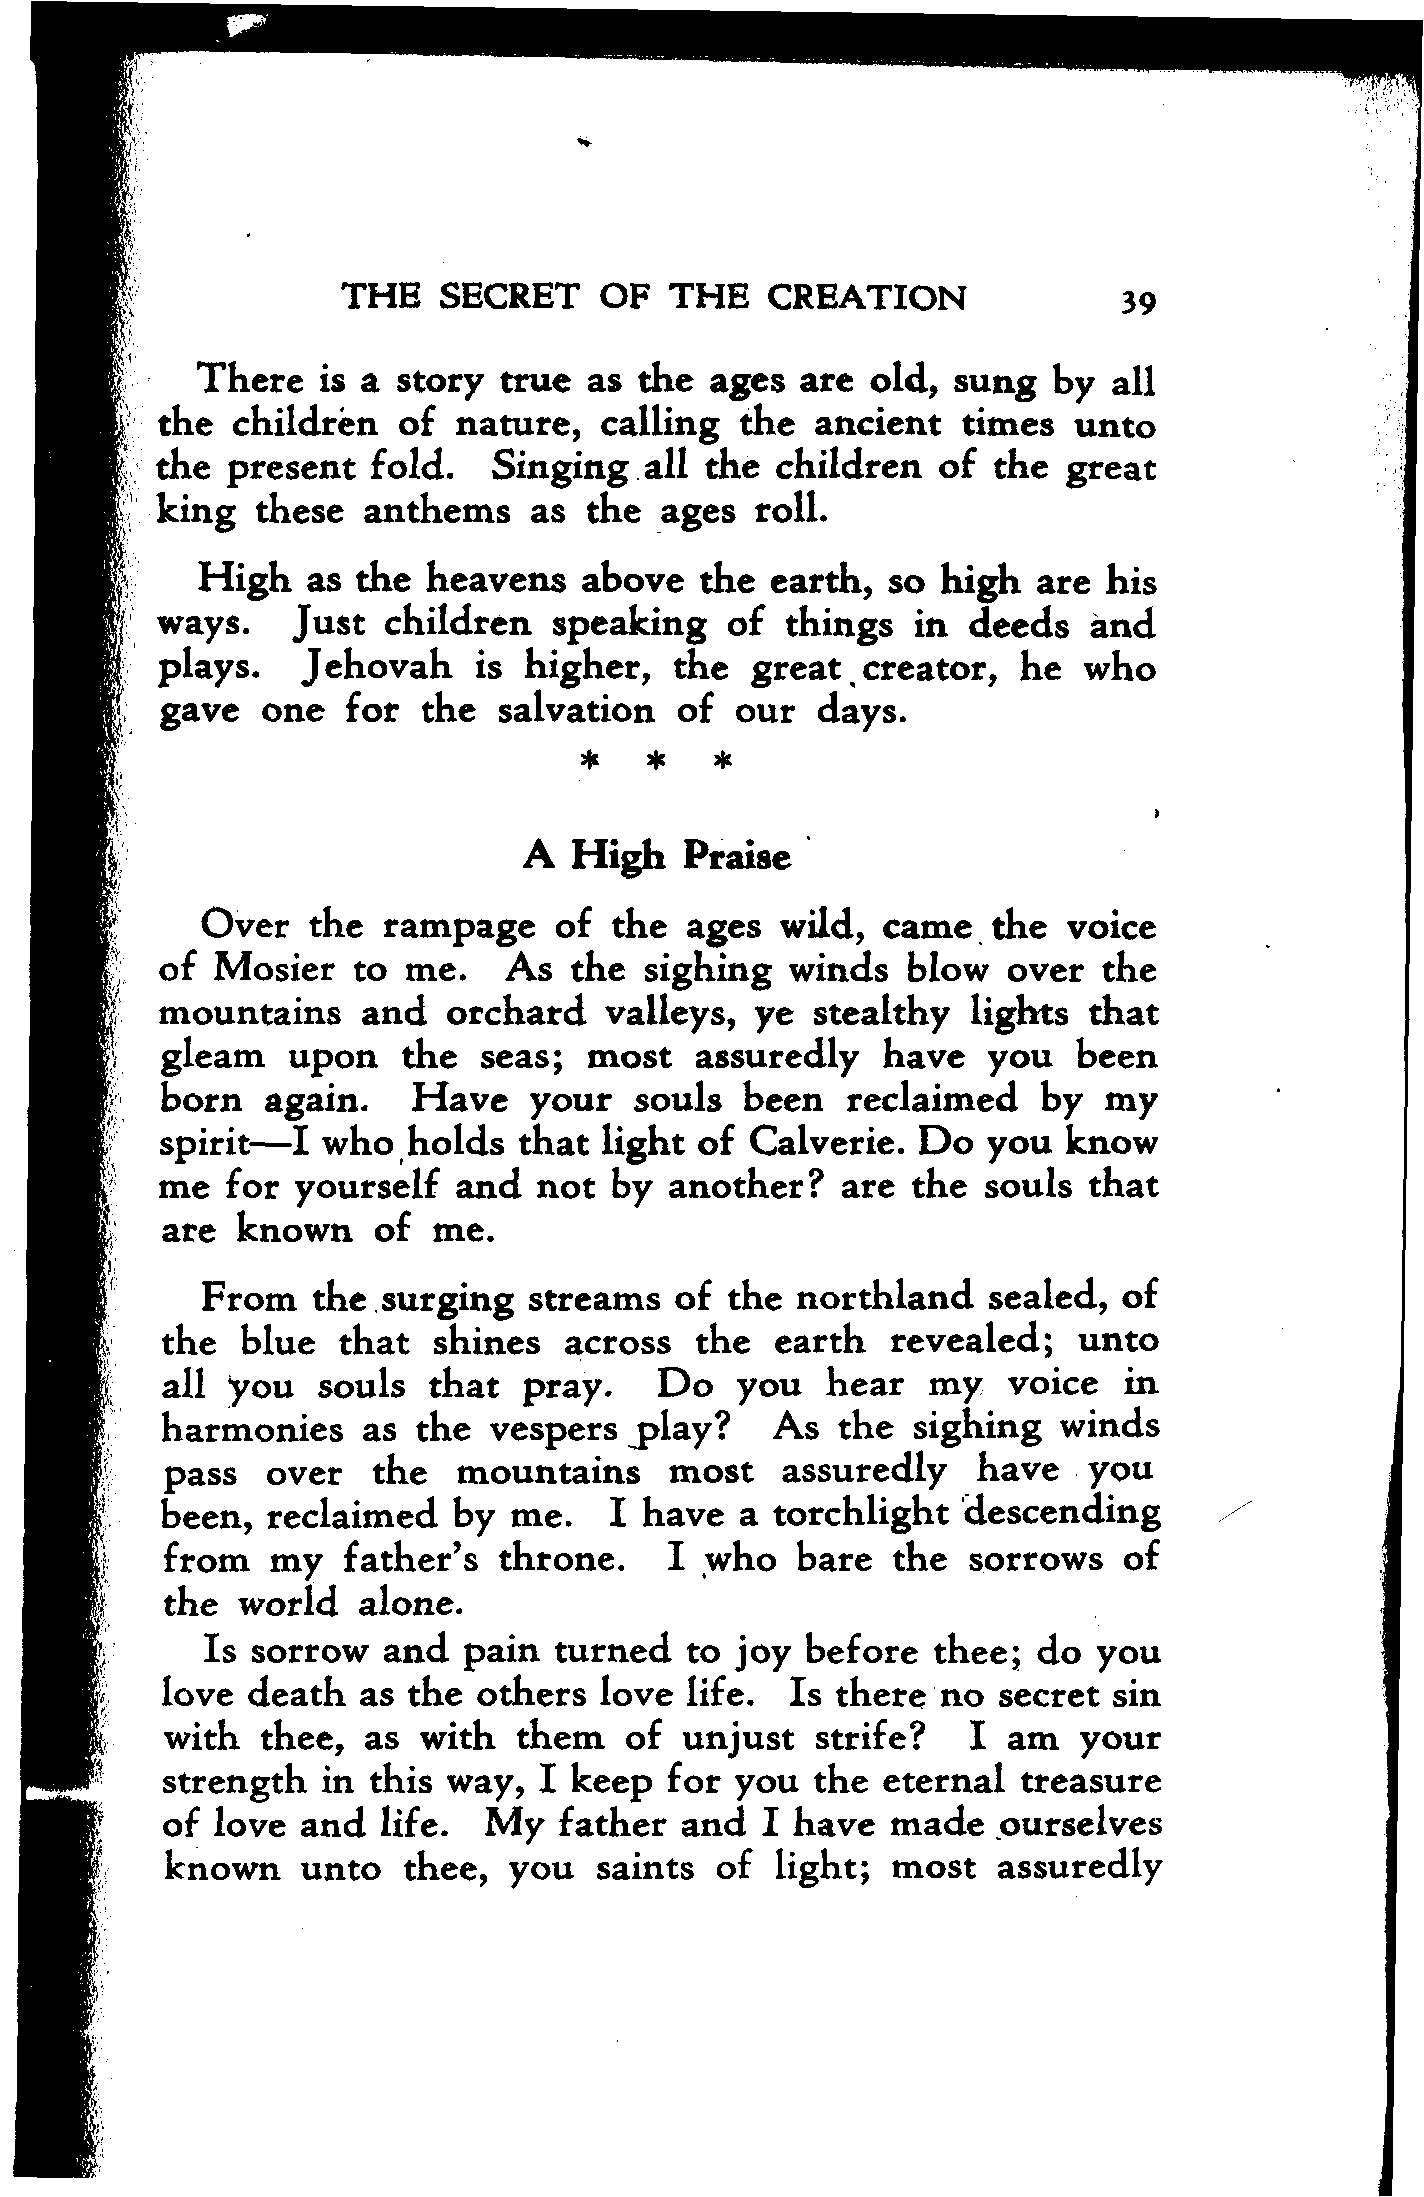 THE SECRET OF THE CREATION 39
There is a story true as the ages are old, sung by all
the children of nature, calling the ancient times unto
the present fold. Singing all the children of the great
king these anthems as the ages roll.
High as the heavens above the earth, so high are his
ways. Just children speaking of things in deeds and
plays. Jehovah is higher, the great creator, he who
gave one for the salvation of our days.
* * *
A High Praise
Over the rampage of the ages wild, came the voice
of Mosier to me. As the sighing winds blow over the
mountains and orchard valleys, ye stealthy lights that
gleam upon the seas; most assuredly have you been
born again. Have your souls been reclaimed by my
spirit—I who holds that light of Calverie. Do you know
me for yourself and not by another? are the souls that
are known of me.
From the surging streams of the northland sealed, of
the blue that shines across the earth revealed; unto
all you souls that pray. Do you hear my voice in
harmonies as the vespers play? As the sighing winds
pass over the mountains most assuredly have you
been, reclaimed by me. I have a torchlight descending
from my father's throne. I who bare the sorrows of
the world alone.
Is sorrow and pain turned to joy before thee; do you
love death as the others love life. Is there no secret sin
with thee, as with them of unjust strife? I am your
strength in this way, I keep for you the eternal treasure
of love and life. My father and I have made ourselves
known unto thee, you saints of light; most assuredly